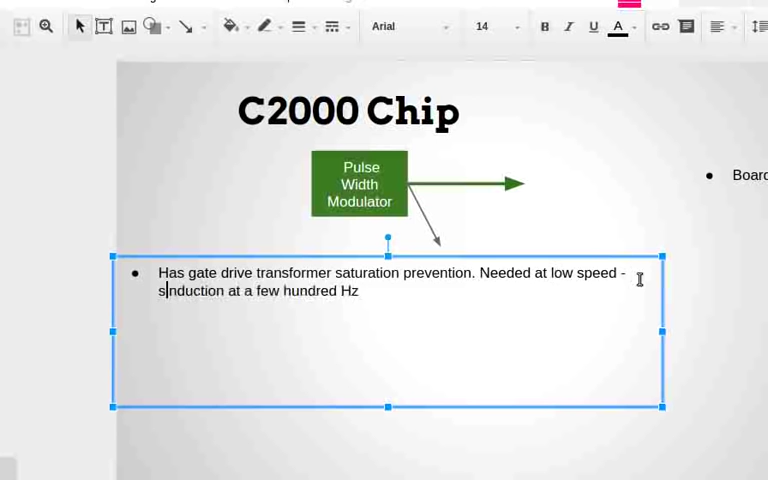 Arial
14
B I U A
C2000 Chip
Pulse
Width
Modulator
● Board
● Has gate drive transformer saturation prevention. Needed at low speed -
sinduction at a few hundred Hz